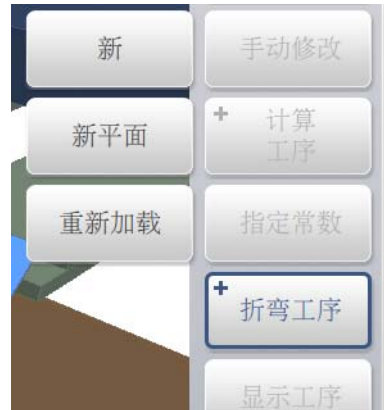 新
手动修改
新平面
+ 计算
工序
重新加载
指定常数
+
折弯工序
显示工序